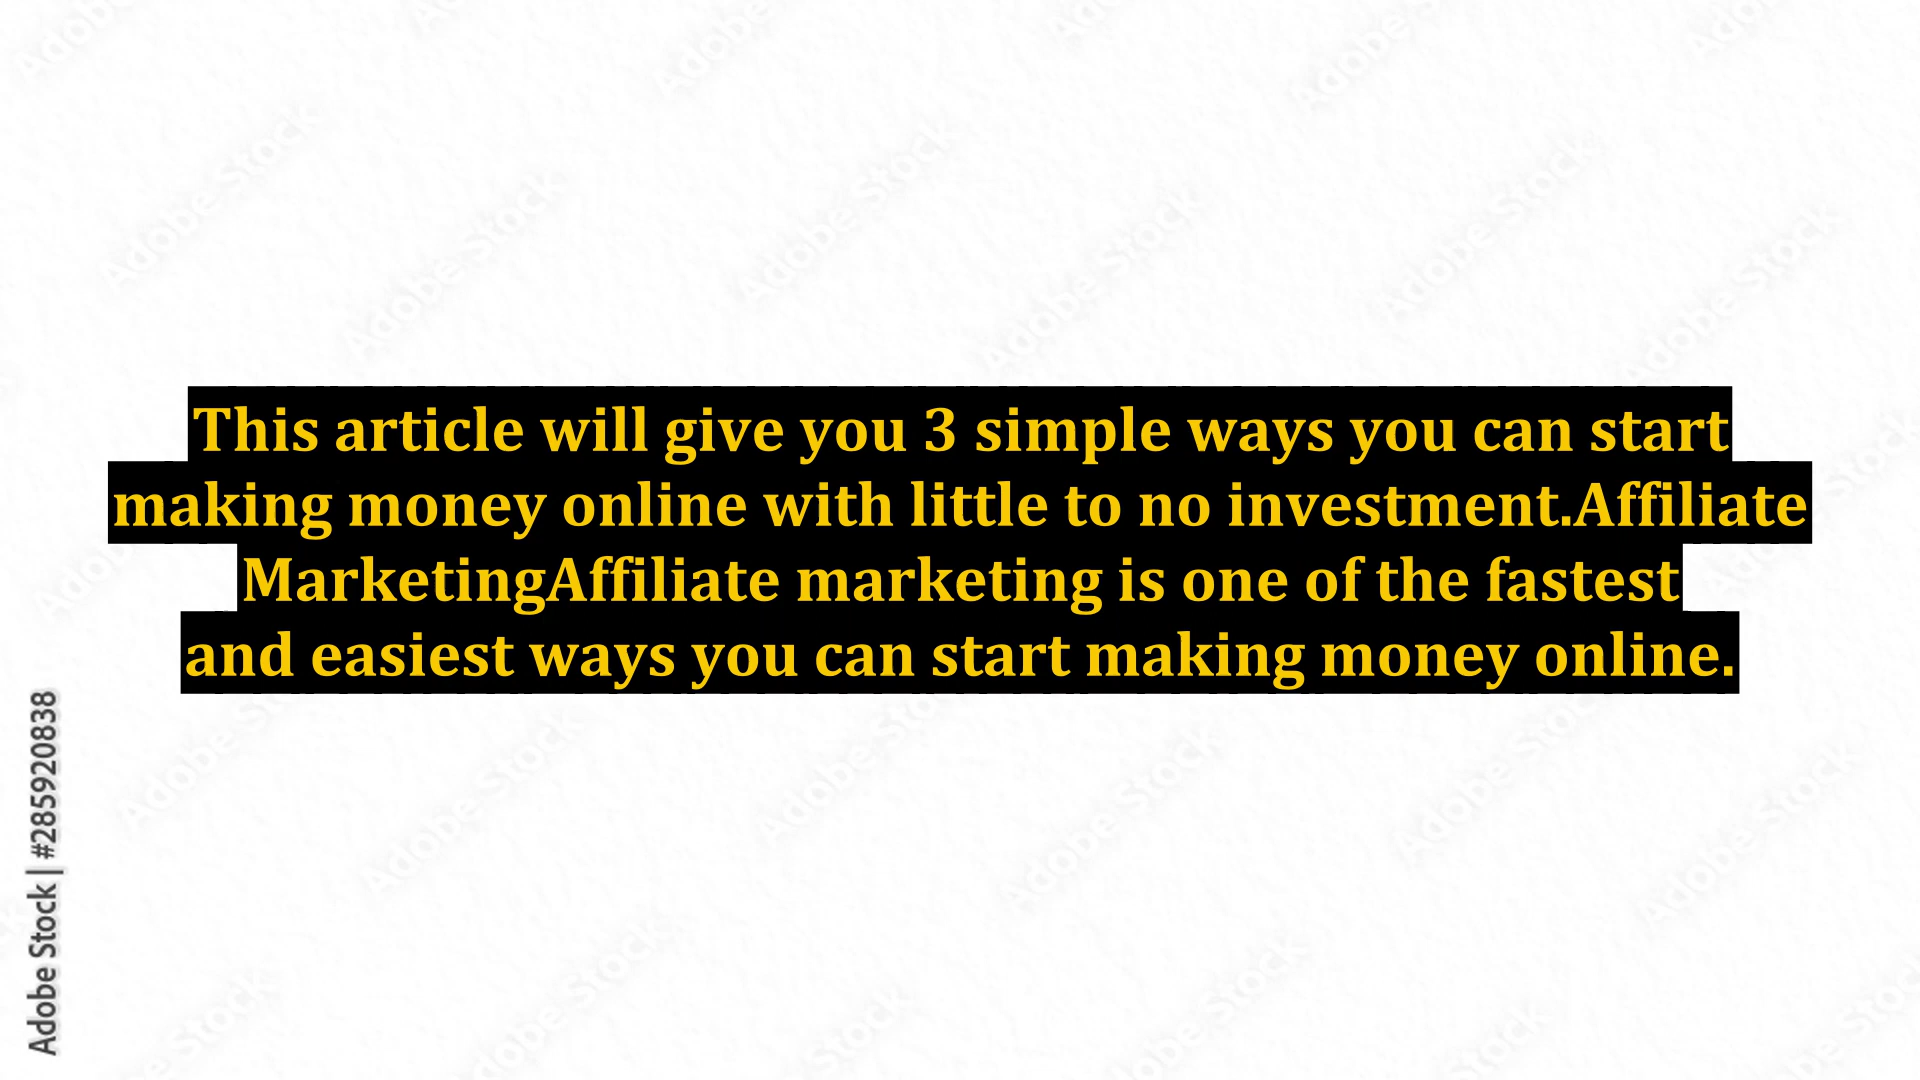 This article will give you 3 simple ways you can start
making money online with little to no investment.Affiliate
MarketingAffiliate marketing is one of the fastest
and easiest ways you can start making money online.
Adobe Stock | #285920838
Adobe Stock